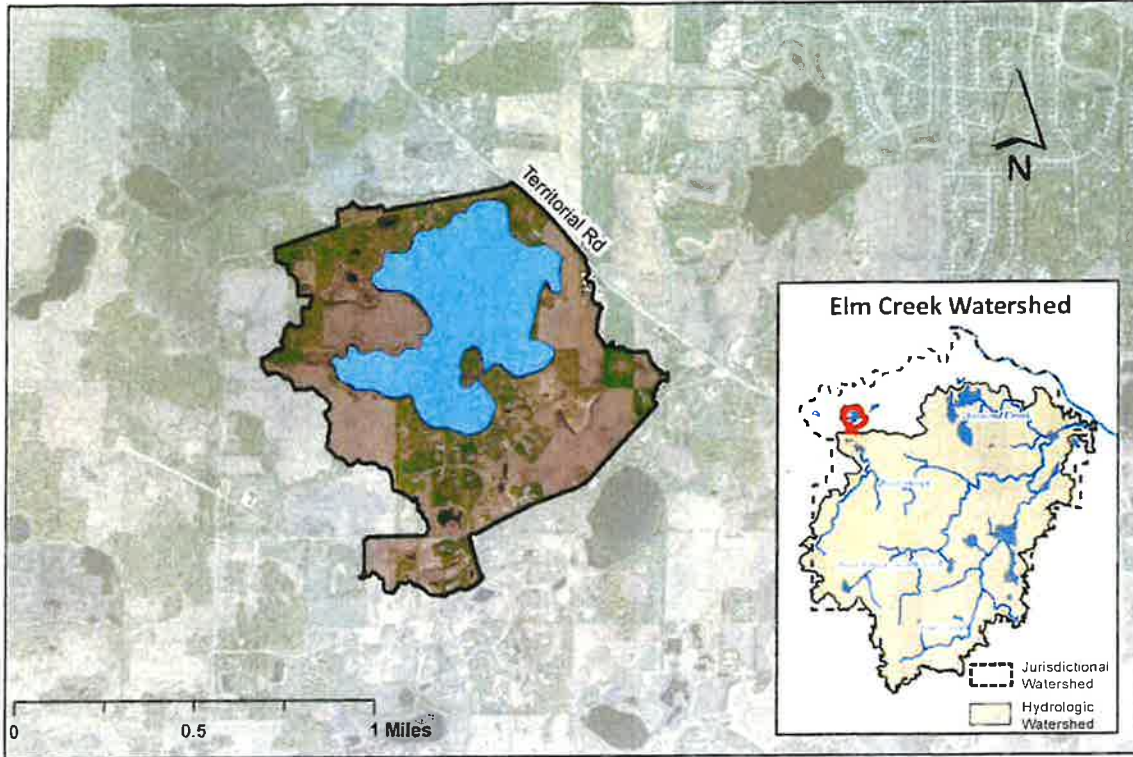 Territorial Rd
N
Elm Creek Watershed
Jurisdictional
Watershed
Hydrologic
Watershed
0 0.5 1 Miles